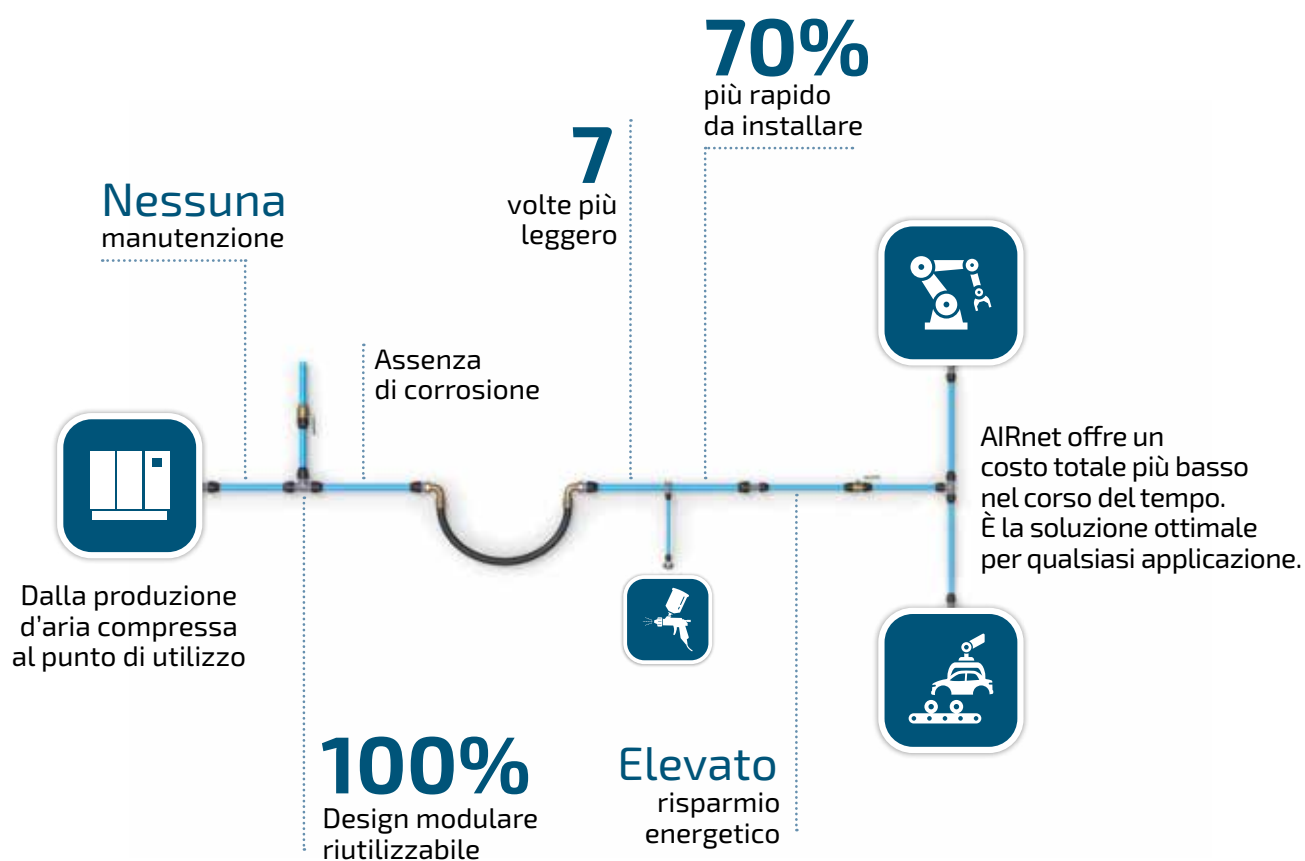 70%
più rapido
da installare
7
volte più
leggero
Nessuna
manutenzione
Assenza
di corrosione
AIRnet offre un
costo totale più basso
nel corso del tempo.
È la soluzione ottimale
per qualsiasi applicazione.
Dalla produzione
d'aria compressa
al punto di utilizzo
100%
Design modulare
riutilizzabile
Elevato
risparmio
energetico